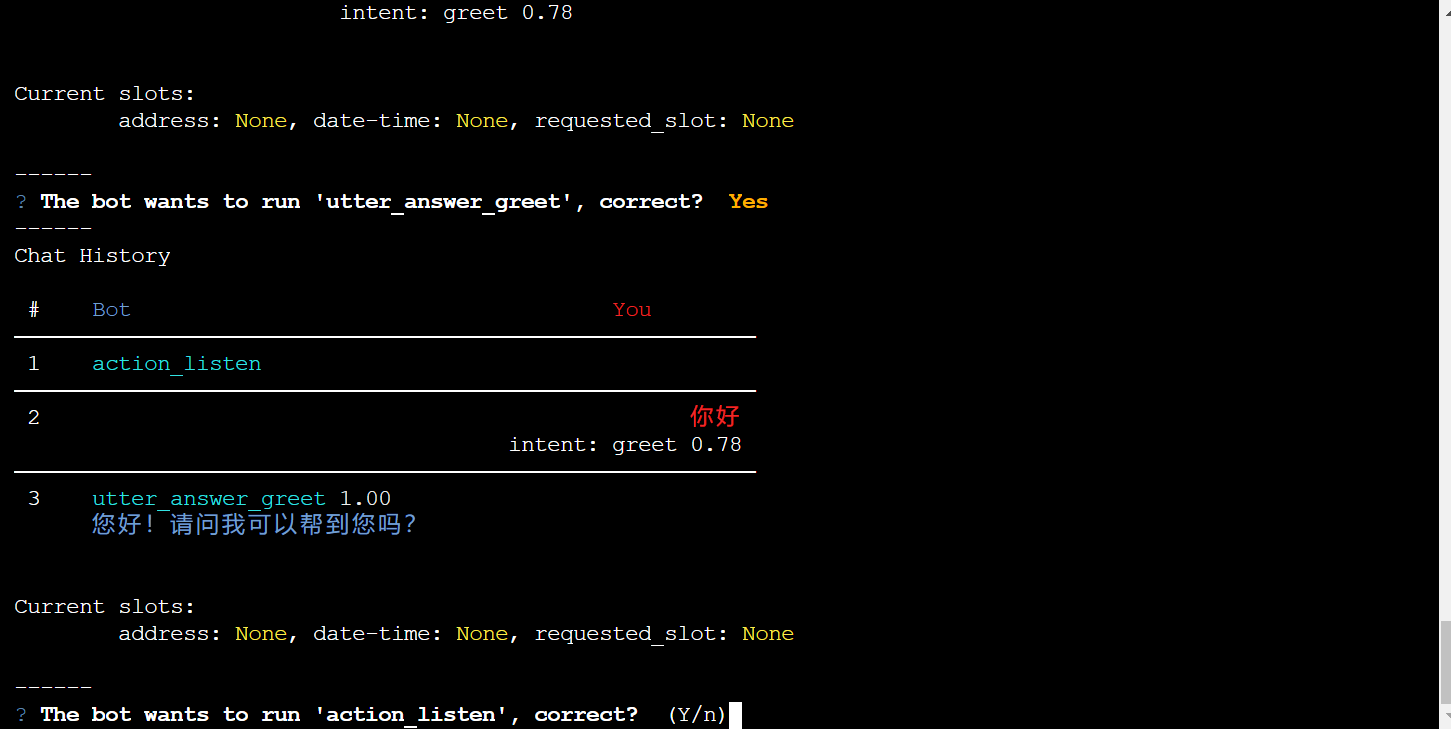 intent: greet 0.78
Current slots:
address: None, date-time: None, requested_slot: None
------
? The bot wants to run 'utter_answer_greet', correct? Yes
------
Chat History
# Bot You
1 action_listen
2 你好
intent: greet 0.78
3 utter_answer_greet 1.00
您好！请问我可以帮到您吗？
Current slots:
address: None, date-time: None, requested_slot: None
------
? The bot wants to run 'action_listen', correct? (Y/n)